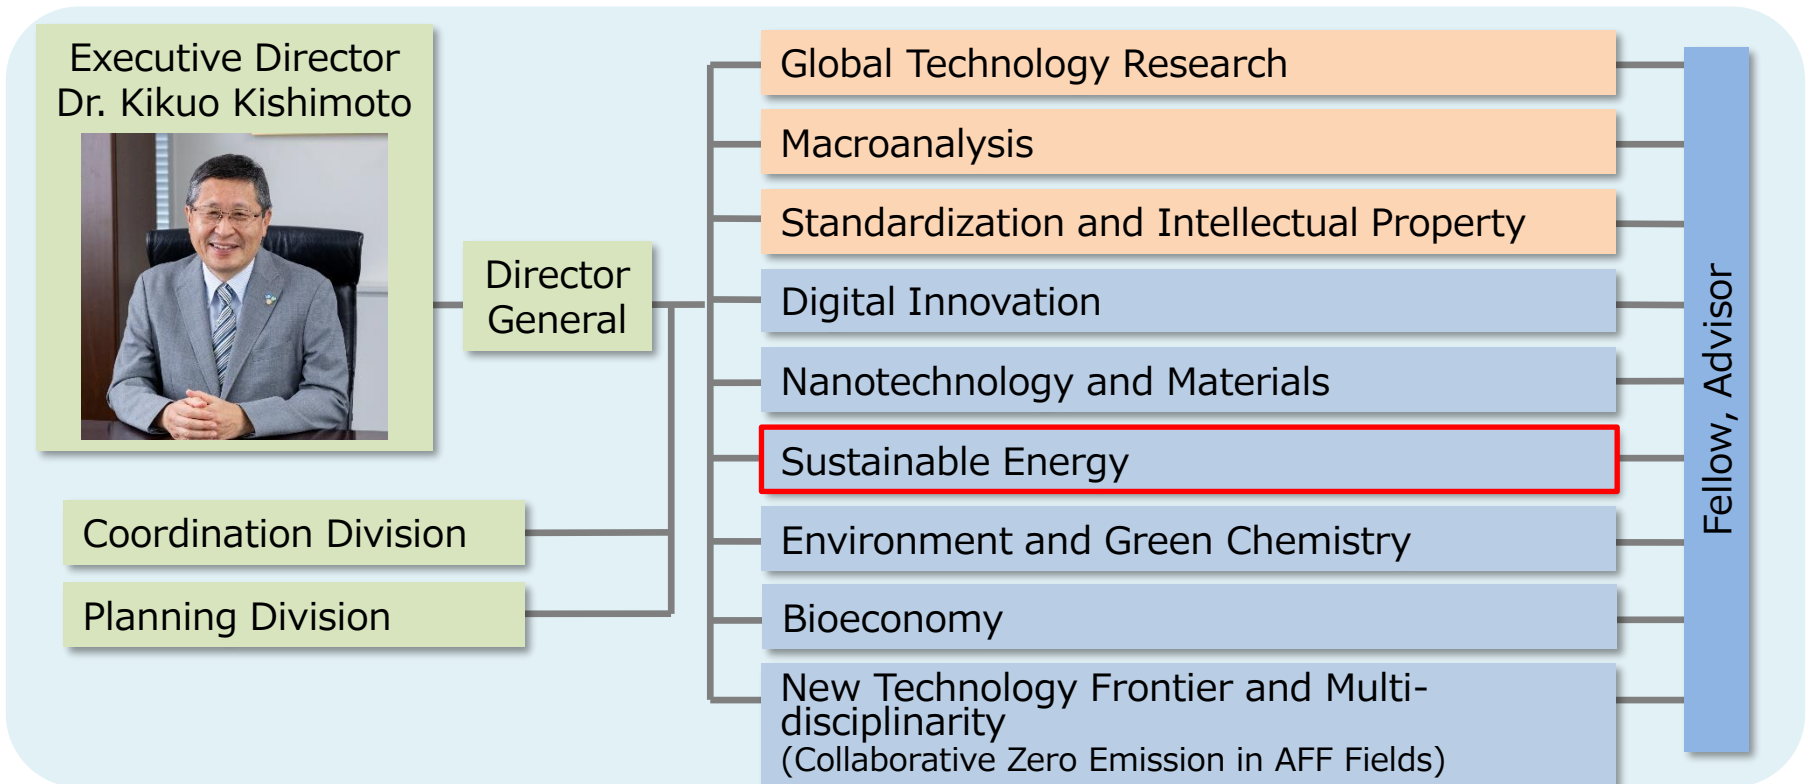 Executive Director
Dr. Kikuo Kishimoto
Director
General
Coordination Division
Planning Division
Global Technology Research
Macroanalysis
Standardization and Intellectual Property
Digital Innovation
Nanotechnology and Materials
Sustainable Energy
Environment and Green Chemistry
Bioeconomy
New Technology Frontier and Multi-
disciplinarity
(Collaborative Zero Emission in AFF Fields)
Fellow, Advisor